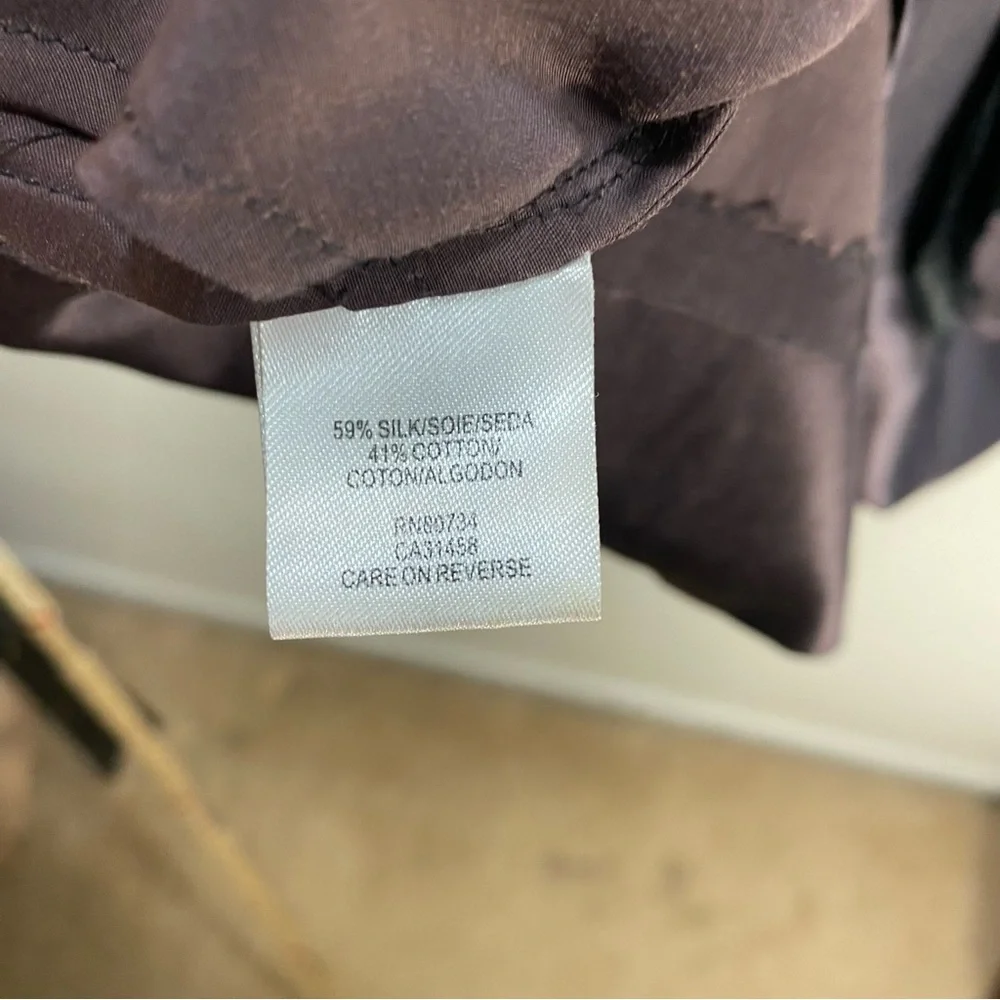 59% SILK/SOIE/SEDA
41% COTTON/
COTON/ALGODON
RN80734
CA31458
CARE ON REVERSE